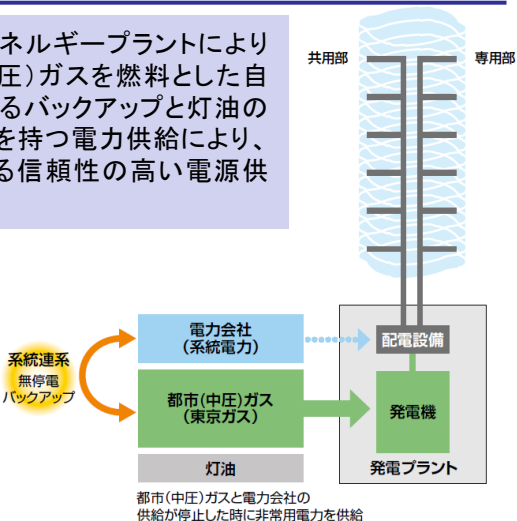 ネルギープラントにより
圧)ガスを燃料とした自
るバックアップと灯油の
を持つ電力供給により、
る信頼性の高い電源供
共用部
専用部
電力会社
(系統電力)
配電設備
系統連系
無停電
バックアップ
都市(中圧)ガス
(東京ガス)
発電機
灯油
発電プラント
都市(中圧)ガスと電力会社の
供給が停止した時に非常用電力を供給